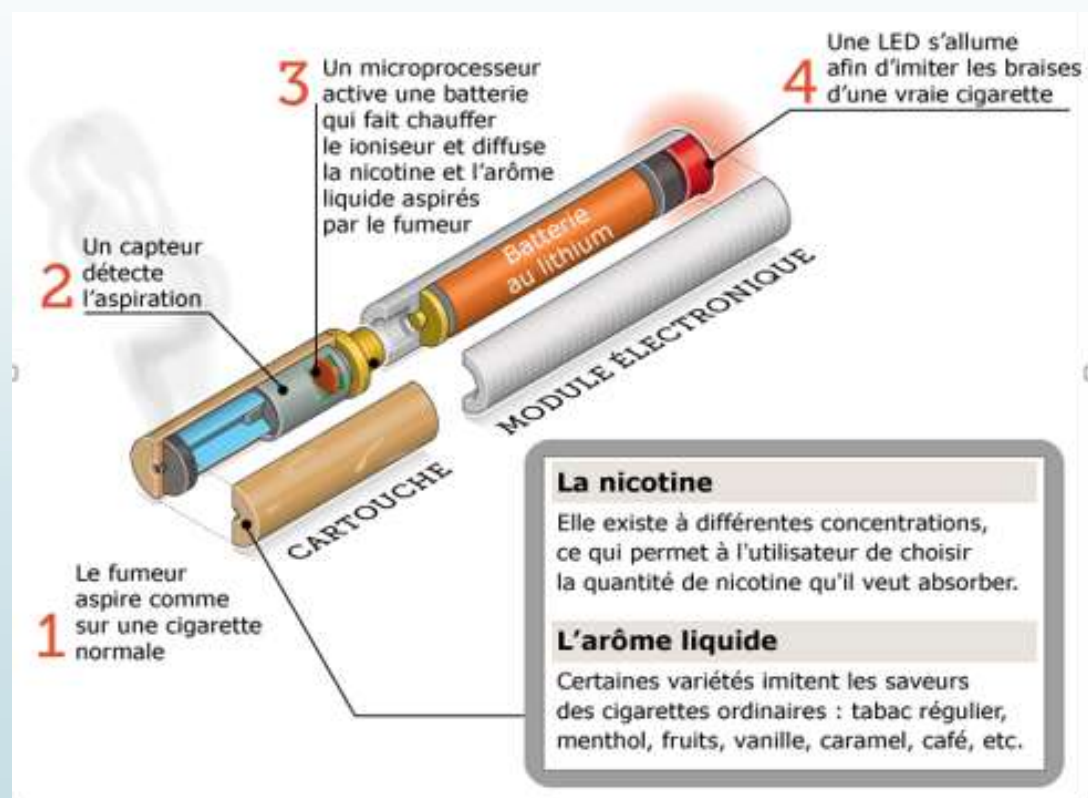 1
Le fumeur
aspire comme
sur une cigarette
normale
2
Un capteur
détecte
l'aspiration
3
Un microprocesseur
active une batterie
qui fait chauffer
le ioniseur et diffuse
la nicotine et l'arôme
liquide aspirés
par le fumeur
4
Une LED s'allume
afin d'imiter les braises
d'une vraie cigarette
Batterie
au lithium
MODULE ÉLECTRONIQUE
CARTOUCHE
La nicotine
Elle existe à différentes concentrations,
ce qui permet à l'utilisateur de choisir
la quantité de nicotine qu'il veut absorber.
L'arôme liquide
Certaines variétés imitent les saveurs
des cigarettes ordinaires : tabac régulier,
menthol, fruits, vanille, caramel, café, etc.